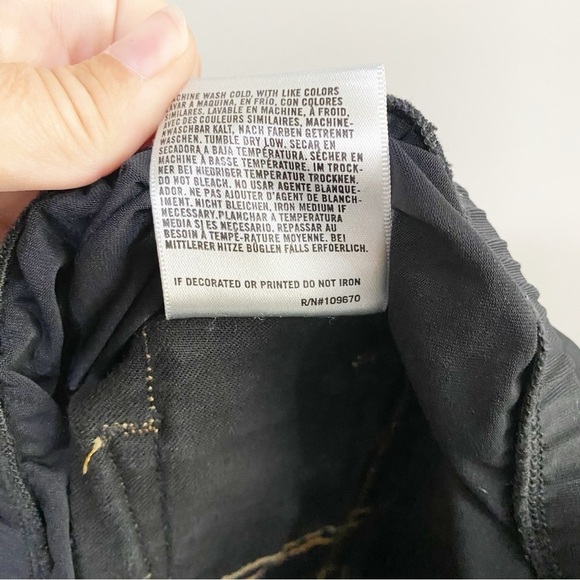 MACHINE WASH COLD, WITH LIKE COLORS
LAVAR A MAQUINA, EN FRÍO, CON COLORES
SIMILARES. LAVABLE EN MACHINE, À FROID,
AVEC DES COULEURS SIMILAIRES, MACHINE-
WASCHBAR KALT, NACH FARBEN GETRENNT
WASCHEN. TUMBLE DRY LOW. SECAR EN
SECADORA A BAJA TEMPERATURA. SÉCHER EN
MACHINE À BASSE TEMPÉRATURE. IM TROCK-
NER BEI NIEDRIGER TEMPERATUR TROCKNEN.
DO NOT BLEACH. NO USAR AGENTE BLANQUE-
ADOR. NE PAS AJOUTER D'AGENT DE BLANCH-
IMENT. NICHT BLEICHEN, IRON MEDIUM IF
NECESSARY.PLANCHAR A TEMPERATURA
MEDIA SI ES NECESARIO. REPASSAR AU
BESOIN À TEMPÉ-RATURE MOYENNE. BEI
MITTLERER HITZE BÜGLEN FALLS ERFOERLICH.
IF DECORATED OR PRINTED DO NOT IRON
R/N#109670